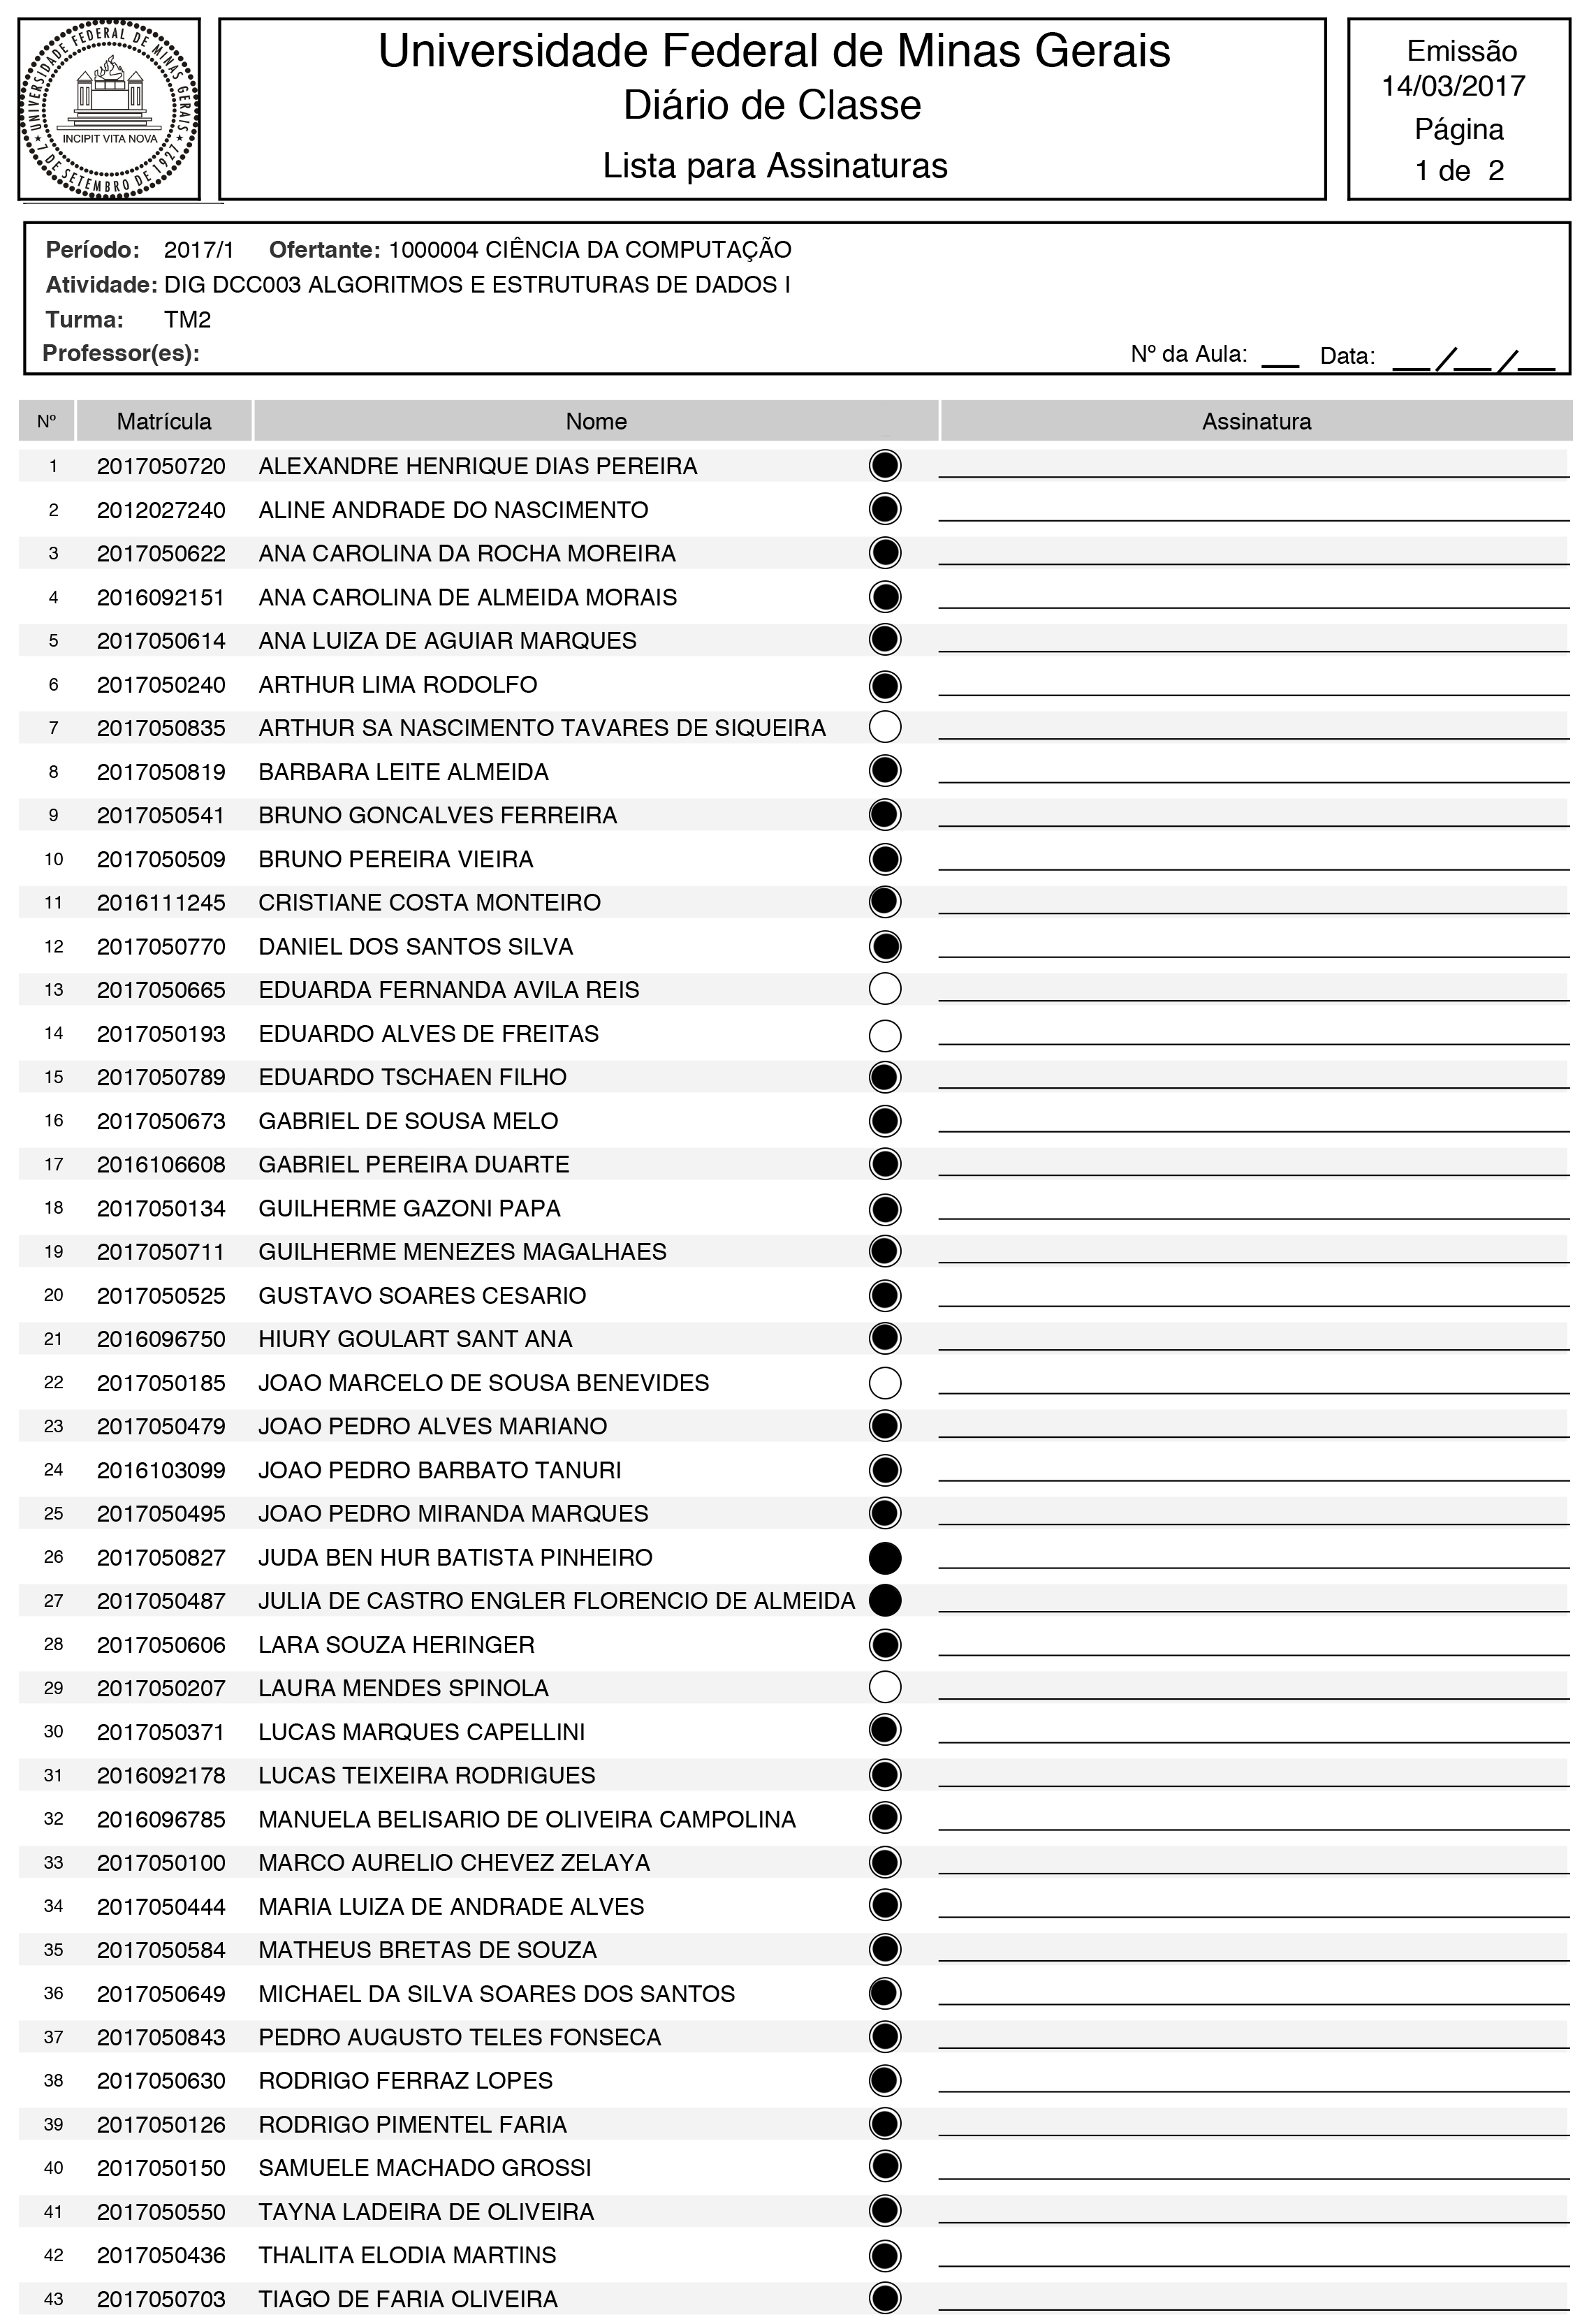 UNIVERSIDADE FEDERAL DE MINAS GERAIS
INCIPIT VITA NOVA
★ 7 DE SETEMBRO DE 1927 ★
Universidade Federal de Minas Gerais
Diário de Classe
Lista para Assinaturas
Emissão
14/03/2017
Página
1 de 2
Período: 2017/1 Ofertante: 1000004 CIÊNCIA DA COMPUTAÇÃO
Atividade: DIG DCC003 ALGORITMOS E ESTRUTURAS DE DADOS I
Turma: TM2
Professor(es): Nº da Aula: ___ Data: ___/___/___
Nº Matrícula Nome Assinatura
1 2017050720 ALEXANDRE HENRIQUE DIAS PEREIRA
2 2012027240 ALINE ANDRADE DO NASCIMENTO
3 2017050622 ANA CAROLINA DA ROCHA MOREIRA
4 2016092151 ANA CAROLINA DE ALMEIDA MORAIS
5 2017050614 ANA LUIZA DE AGUIAR MARQUES
6 2017050240 ARTHUR LIMA RODOLFO
7 2017050835 ARTHUR SA NASCIMENTO TAVARES DE SIQUEIRA
8 2017050819 BARBARA LEITE ALMEIDA
9 2017050541 BRUNO GONCALVES FERREIRA
10 2017050509 BRUNO PEREIRA VIEIRA
11 2016111245 CRISTIANE COSTA MONTEIRO
12 2017050770 DANIEL DOS SANTOS SILVA
13 2017050665 EDUARDA FERNANDA AVILA REIS
14 2017050193 EDUARDO ALVES DE FREITAS
15 2017050789 EDUARDO TSCHAEN FILHO
16 2017050673 GABRIEL DE SOUSA MELO
17 2016106608 GABRIEL PEREIRA DUARTE
18 2017050134 GUILHERME GAZONI PAPA
19 2017050711 GUILHERME MENEZES MAGALHAES
20 2017050525 GUSTAVO SOARES CESARIO
21 2016096750 HIURY GOULART SANT ANA
22 2017050185 JOAO MARCELO DE SOUSA BENEVIDES
23 2017050479 JOAO PEDRO ALVES MARIANO
24 2016103099 JOAO PEDRO BARBATO TANURI
25 2017050495 JOAO PEDRO MIRANDA MARQUES
26 2017050827 JUDA BEN HUR BATISTA PINHEIRO
27 2017050487 JULIA DE CASTRO ENGLER FLORENCIO DE ALMEIDA
28 2017050606 LARA SOUZA HERINGER
29 2017050207 LAURA MENDES SPINOLA
30 2017050371 LUCAS MARQUES CAPELLINI
31 2016092178 LUCAS TEIXEIRA RODRIGUES
32 2016096785 MANUELA BELISARIO DE OLIVEIRA CAMPOLINA
33 2017050100 MARCO AURELIO CHEVEZ ZELAYA
34 2017050444 MARIA LUIZA DE ANDRADE ALVES
35 2017050584 MATHEUS BRETAS DE SOUZA
36 2017050649 MICHAEL DA SILVA SOARES DOS SANTOS
37 2017050843 PEDRO AUGUSTO TELES FONSECA
38 2017050630 RODRIGO FERRAZ LOPES
39 2017050126 RODRIGO PIMENTEL FARIA
40 2017050150 SAMUELE MACHADO GROSSI
41 2017050550 TAYNA LADEIRA DE OLIVEIRA
42 2017050436 THALITA ELODIA MARTINS
43 2017050703 TIAGO DE FARIA OLIVEIRA